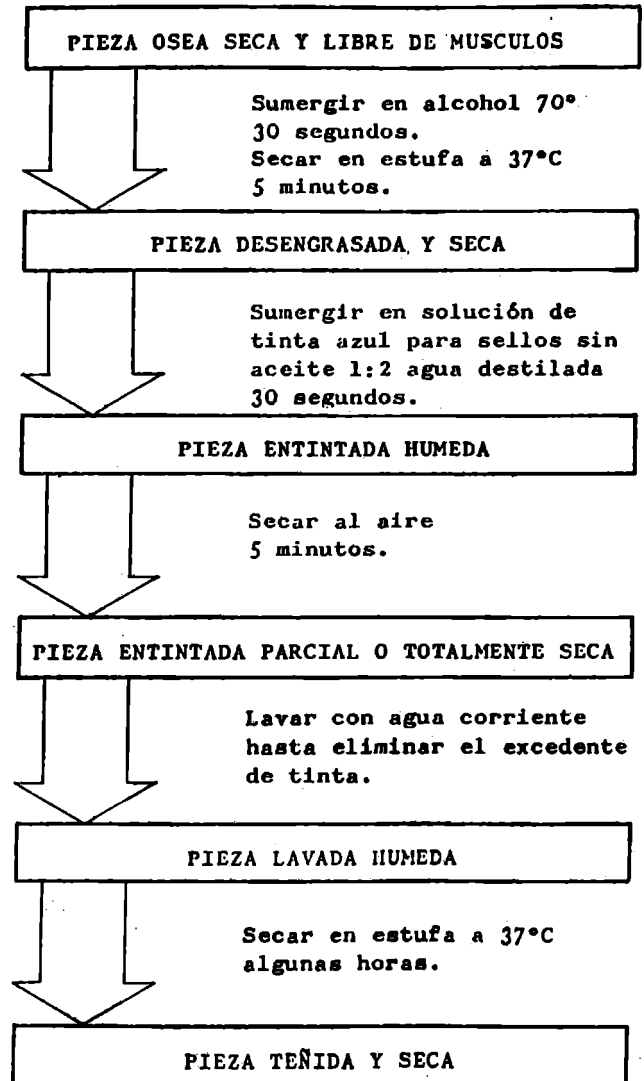 PIEZA OSEA SECA Y LIBRE DE MUSCULOS
Sumergir en alcohol 70°
30 segundos.
Secar en estufa a 37°C
5 minutos.
PIEZA DESENGRASADA, Y SECA
Sumergir en solución de
tinta azul para sellos sin
aceite 1:2 agua destilada
30 segundos.
PIEZA ENTINTADA HUMEDA
Secar al aire
5 minutos.
PIEZA ENTINTADA PARCIAL O TOTALMENTE SECA
Lavar con agua corriente
hasta eliminar el excedente
de tinta.
PIEZA LAVADA HUMEDA
Secar en estufa a 37°C
algunas horas.
PIEZA TEÑIDA Y SECA